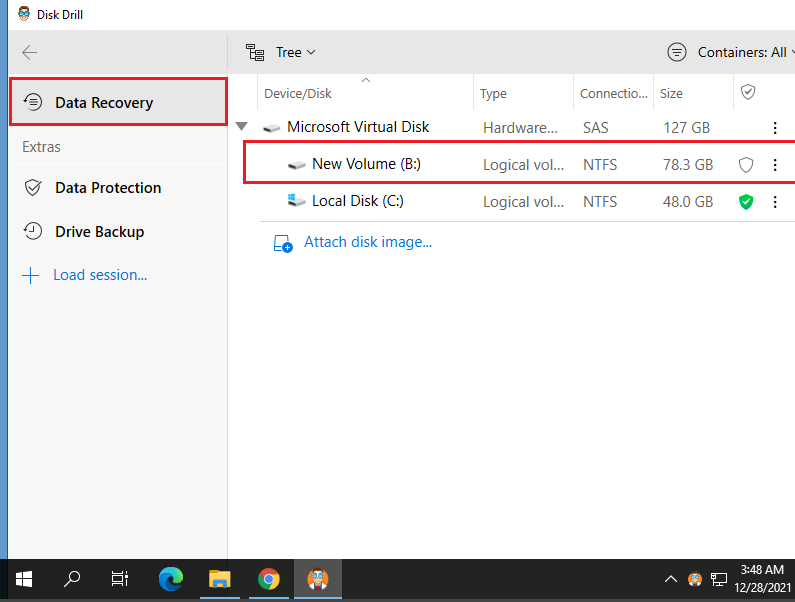 Disk Drill
Tree
Containers: All
Data Recovery
Extras
Data Protection
Drive Backup
Load session...
Device/Disk Type Connectio... Size
Microsoft Virtual Disk Hardware... SAS 127 GB
New Volume (B:) Logical vol... NTFS 78.3 GB
Local Disk (C:) Logical vol... NTFS 48.0 GB
Attach disk image...
3:48 AM
12/28/2021